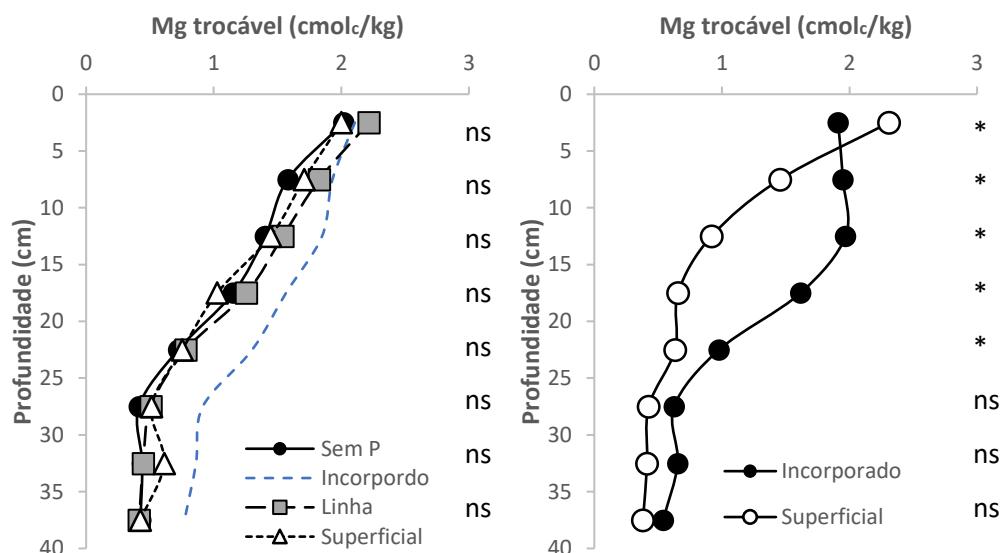 Mg trocável (cmolc/kg)
0 1 2 3
0
5
10
15
20
25
30
35
40
Profundidade (cm)
ns
ns
ns
ns
ns
ns
ns
ns
Sem P
Incorpordo
Linha
Superficial
Mg trocável (cmolc/kg)
0 1 2 3
0
5
10
15
20
25
30
35
40
Profundidade (cm)
*
*
*
*
*
ns
ns
ns
Incorporado
Superficial